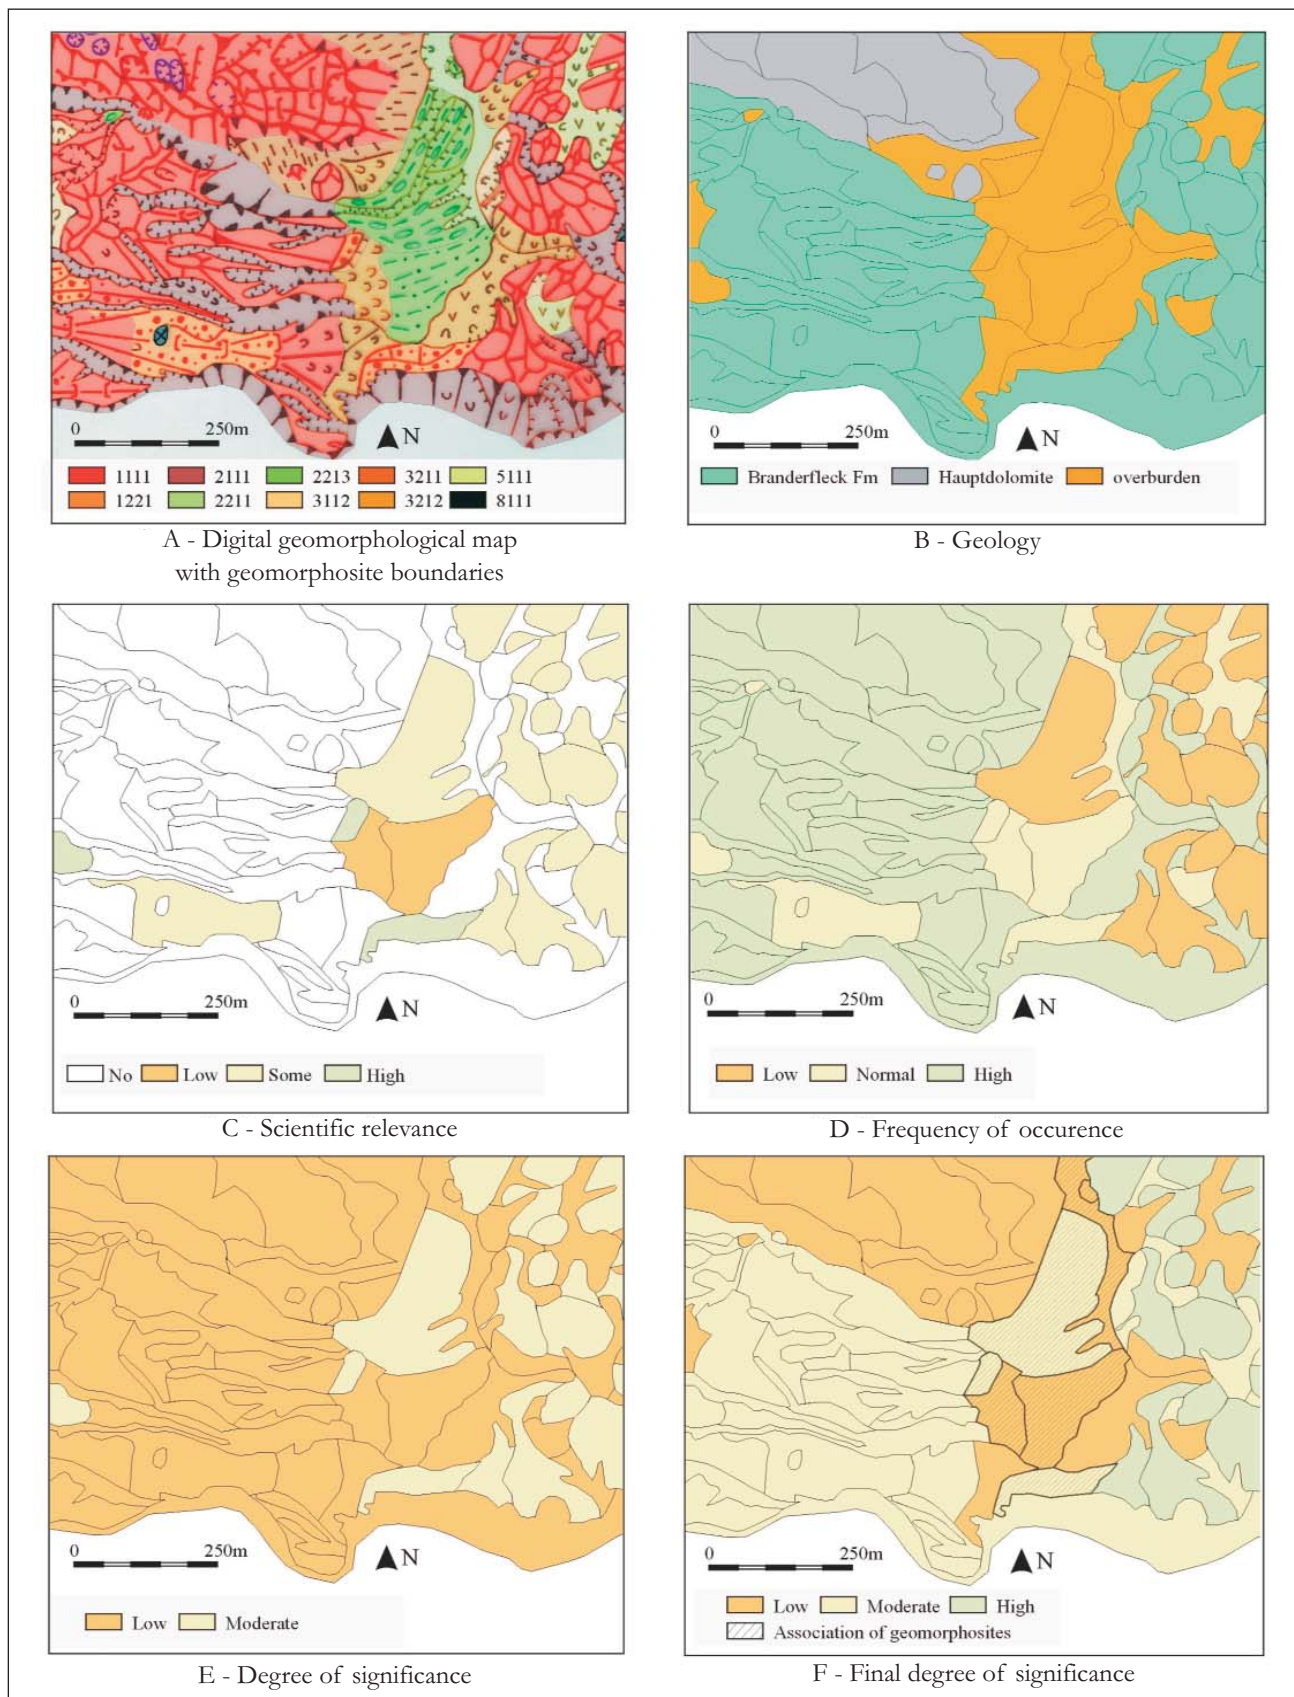 0 250m N
1111 2111 2213 3211 5111
1221 2211 3112 3212 8111
A - Digital geomorphological map
with geomorphosite boundaries
0 250m N
Branderfleck Fm Hauptdolomite overburden
B - Geology
0 250m N
No Low Some High
C - Scientific relevance
0 250m N
Low Normal High
D - Frequency of occurence
0 250m N
Low Moderate
E - Degree of significance
0 250m N
Low Moderate High
Association of geomorphosites
F - Final degree of significance